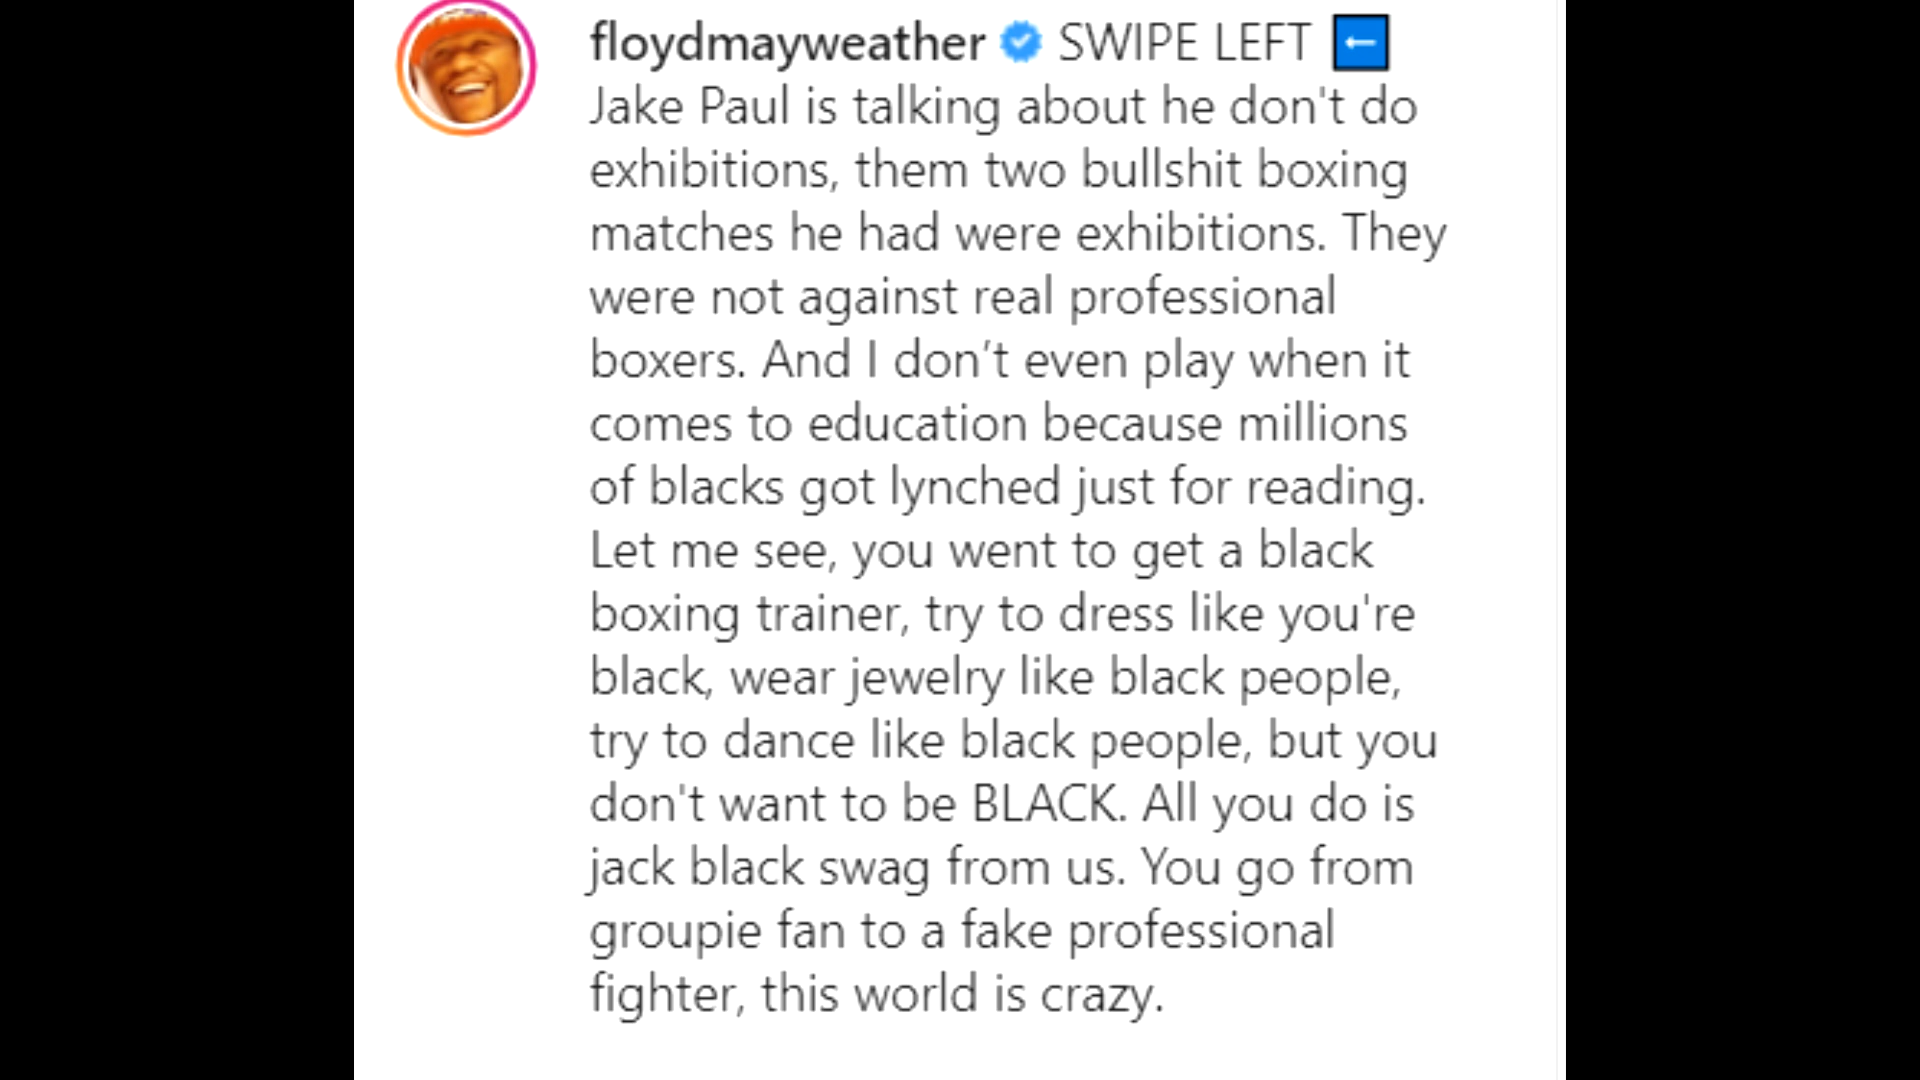 floydmayweather SWIPE LEFT ⬅
Jake Paul is talking about he don't do
exhibitions, them two bullshit boxing
matches he had were exhibitions. They
were not against real professional
boxers. And I don’t even play when it
comes to education because millions
of blacks got lynched just for reading.
Let me see, you went to get a black
boxing trainer, try to dress like you're
black, wear jewelry like black people,
try to dance like black people, but you
don't want to be BLACK. All you do is
jack black swag from us. You go from
groupie fan to a fake professional
fighter, this world is crazy.